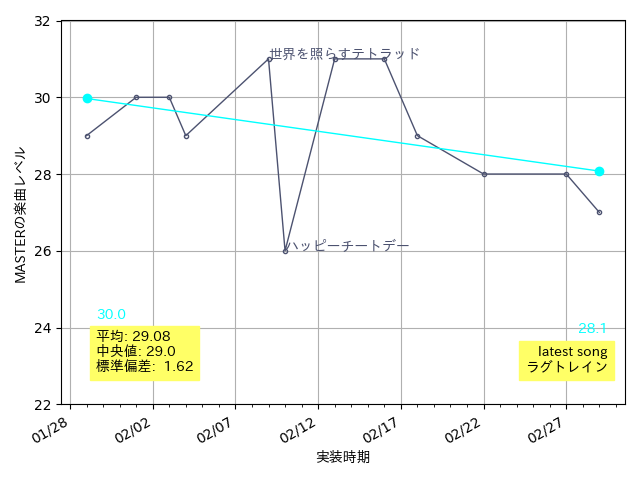 32
30
28
26
24
22
MASTERの楽曲レベル
世界を照らすテトラッド
ハッピーチートデー
30.0
平均: 29.08
中央値: 29.0
標準偏差: 1.62
28.1
latest song
ラグトレイン
01/28
02/02
02/07
02/12
02/17
02/22
02/27
実装時期